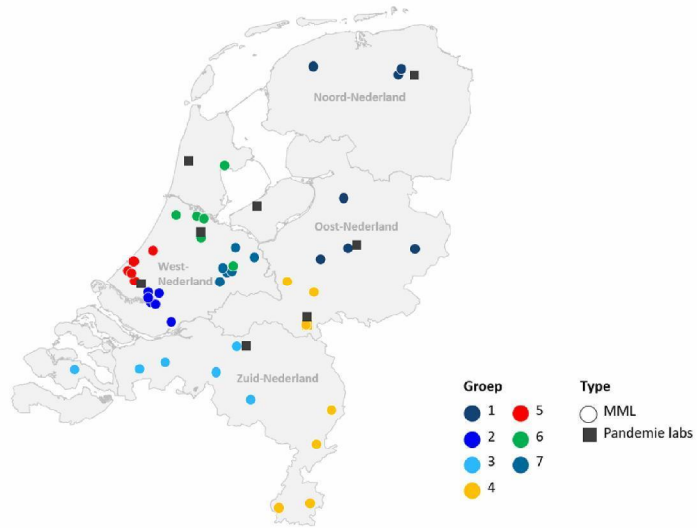 Noord-Nederland
Oost-Nederland
West-
Nederland
Zuid-Nederland
Groep
1
2
3
4
5
6
7
Type
MML
Pandemie labs